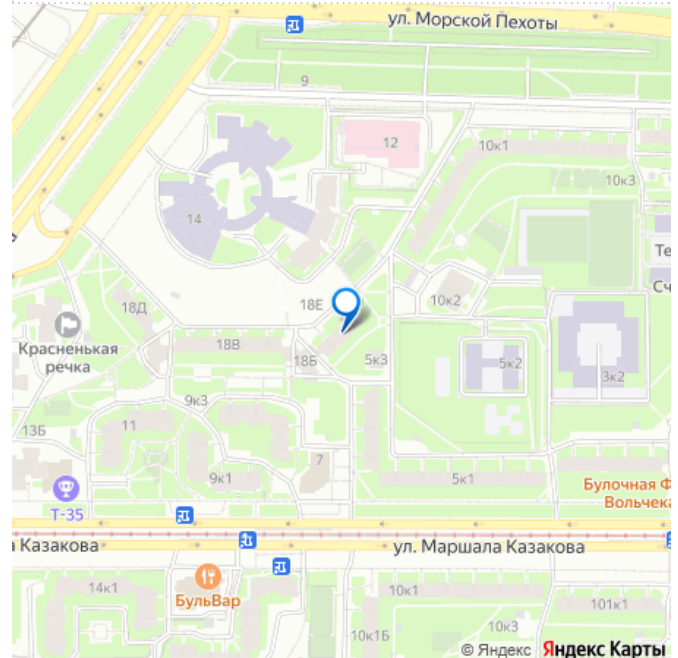 ул. Морской Пехоты
9
12
10к1
10к3
14
Те
Сч
18Е
10к2
18Д
Красненькая
речка
18В
18Б
5к3
5к2
3к2
9к3
13Б
11
9к1
7
5к1
Булочная Ф
Вольчека
Т-35
а Казакова
ул. Маршала Казакова
14к1
БульВар
10к1
101к1
10к1Б
10к3
© Яндекс Яндекс Карты